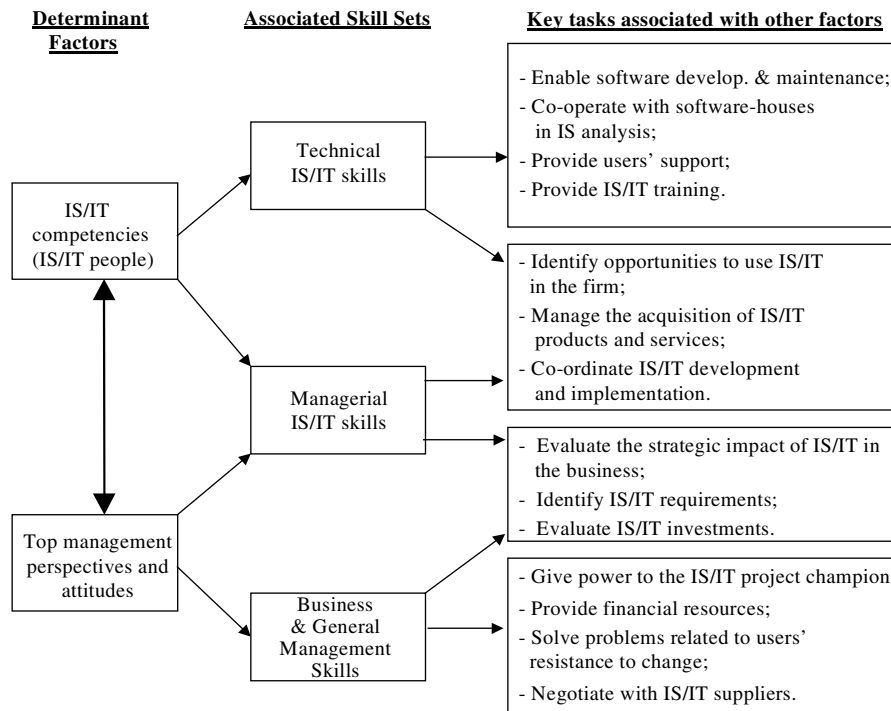 Determinant
Factors
Associated Skill Sets
Key tasks associated with other factors
IS/IT
competencies
(IS/IT people)
Top management
perspectives and
attitudes
Technical
IS/IT skills
Managerial
IS/IT skills
Business
& General
Management
Skills
- Enable software develop. & maintenance;
- Co-operate with software-houses
in IS analysis;
- Provide users' support;
- Provide IS/IT training.
- Identify opportunities to use IS/IT
in the firm;
- Manage the acquisition of IS/IT
products and services;
- Co-ordinate IS/IT development
and implementation.
- Evaluate the strategic impact of IS/IT in
the business;
- Identify IS/IT requirements;
- Evaluate IS/IT investments.
- Give power to the IS/IT project champion
- Provide financial resources;
- Solve problems related to users'
resistance to change;
- Negotiate with IS/IT suppliers.